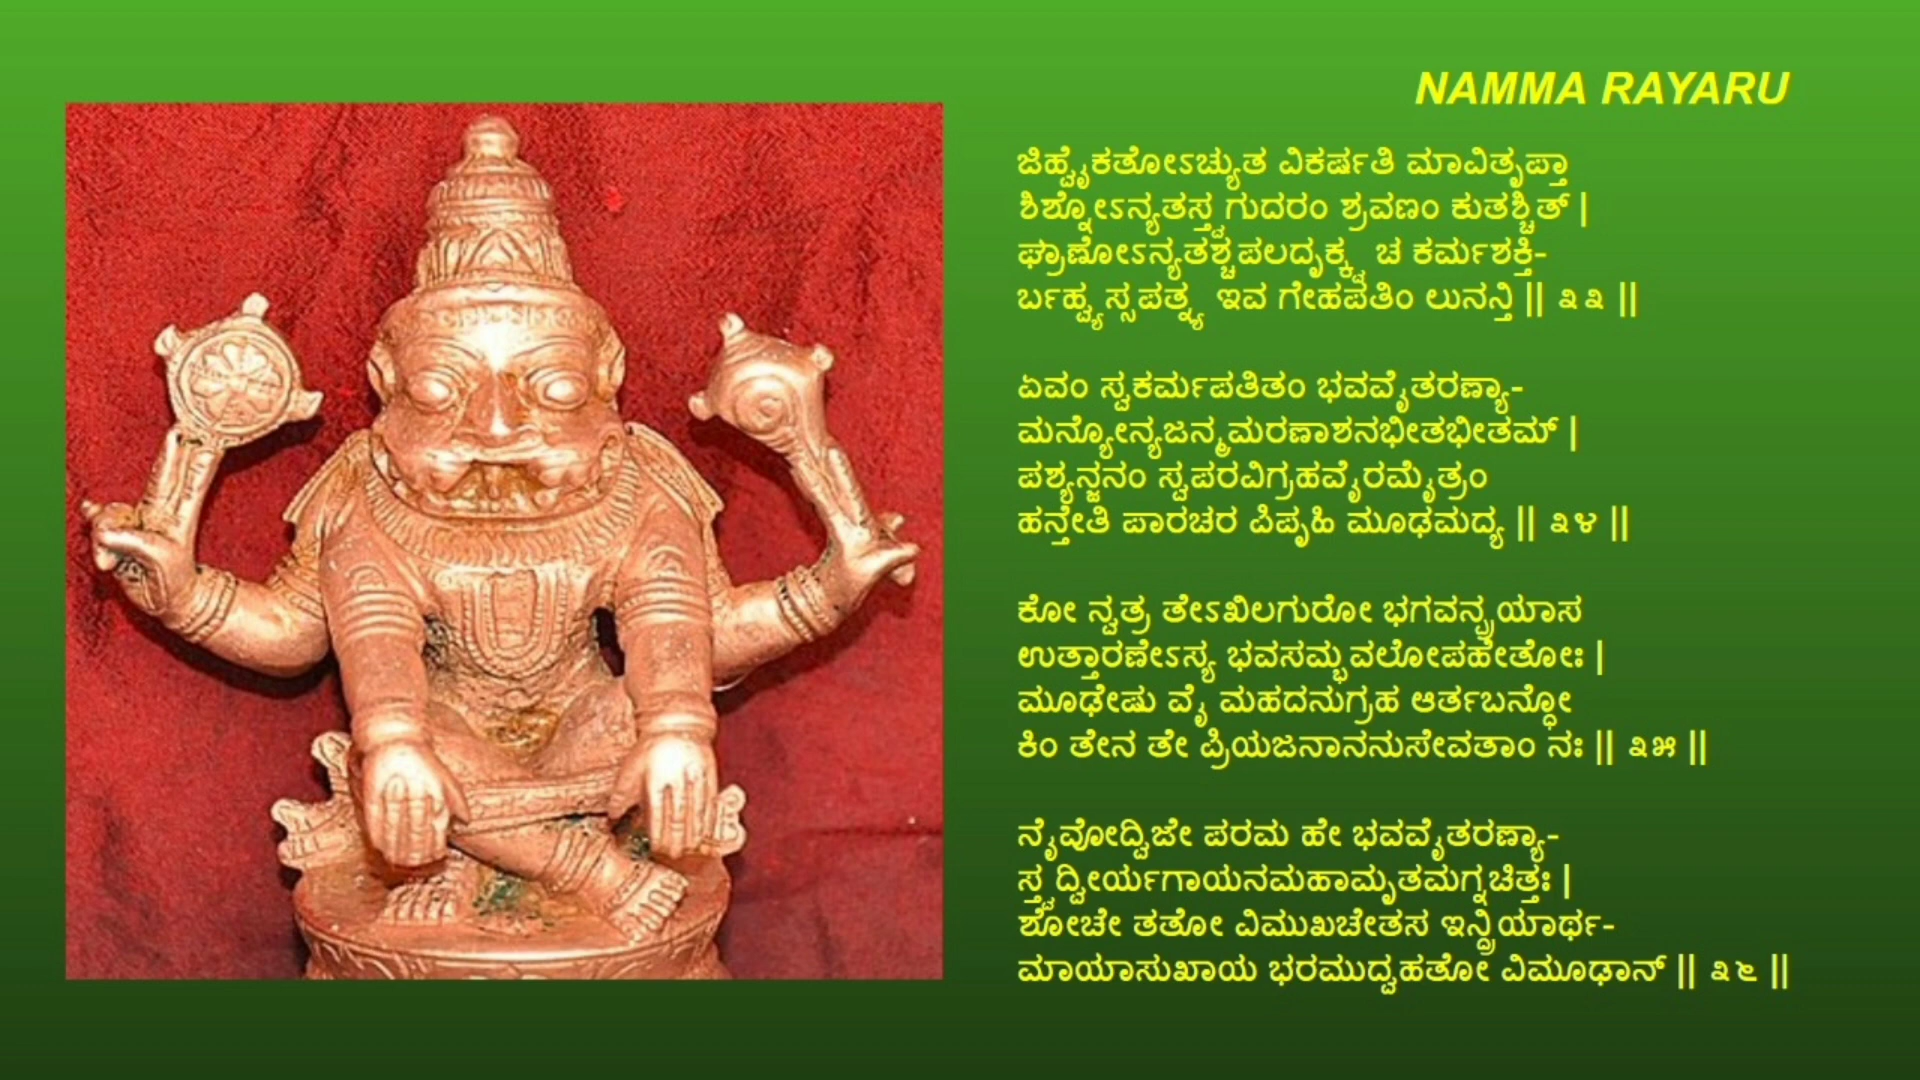 NAMMA RAYARU
ಜಿಹ್ವೈಕತೋಽಚ್ಯುತ ವಿಕರ್ಷತಿ ಮಾವಿತೃಪ್ತಾ
ಶಿಶ್ನೋಽನ್ಯತಸ್ತ್ವಗುದರಂ ಶ್ರವಣಂ ಕುತಶ್ಚಿತ್ |
ಘ್ರಾಣೋಽನ್ಯತಶ್ಚಪಲದೃಕ್ಕ್ವ ಚ ಕರ್ಮಶಕ್ತಿ-
ರ್ಬಹ್ವ್ಯಸ್ಸಪತ್ನ್ಯ ಇವ ಗೇಹಪತಿಂ ಲುನನ್ತಿ || ೩೩ ||
ಏವಂ ಸ್ವಕರ್ಮಪತಿತಂ ಭವವೈತರಣ್ಯಾ-
ಮನ್ಯೋನ್ಯಜನ್ಮಮರಣಾಶನಭೀತಭೀತಮ್ |
ಪಶ್ಯನ್ಜನಂ ಸ್ವಪರವಿಗ್ರಹವೈರಮೈತ್ರಂ
ಹನ್ತೇತಿ ಪಾರಚರ ಪಿಪೃಹಿ ಮೂಢಮದ್ಯ || ೩೪ ||
ಕೋ ನ್ವತ್ರ ತೇಽಖಿಲಗುರೋ ಭಗವನ್ಪ್ರಯಾಸ
ಉತ್ತಾರಣೇಽಸ್ಯ ಭವಸಮ್ಭವಲೋಪಹೇತೋಃ |
ಮೂಢೇಷು ವೈ ಮಹದನುಗ್ರಹ ಆರ್ತಬನ್ಧೋ
ಕಿಂ ತೇನ ತೇ ಪ್ರಿಯಜನಾನನುಸೇವತಾಂ ನಃ || ೩೫ ||
ನೈವೋದ್ವಿಜೇ ಪರಮ ಹೇ ಭವವೈತರಣ್ಯಾ-
ಸ್ತ್ವದ್ವೀರ್ಯಗಾಯನಮಹಾಮೃತಮಗ್ನಚಿತ್ತಃ |
ಶೋಚೇ ತತೋ ವಿಮುಖಚೇತಸ ಇನ್ದ್ರಿಯಾರ್ಥ-
ಮಾಯಾಸುಖಾಯ ಭರಮುದ್ವಹತೋ ವಿಮೂಢಾನ್ || ೩೬ ||